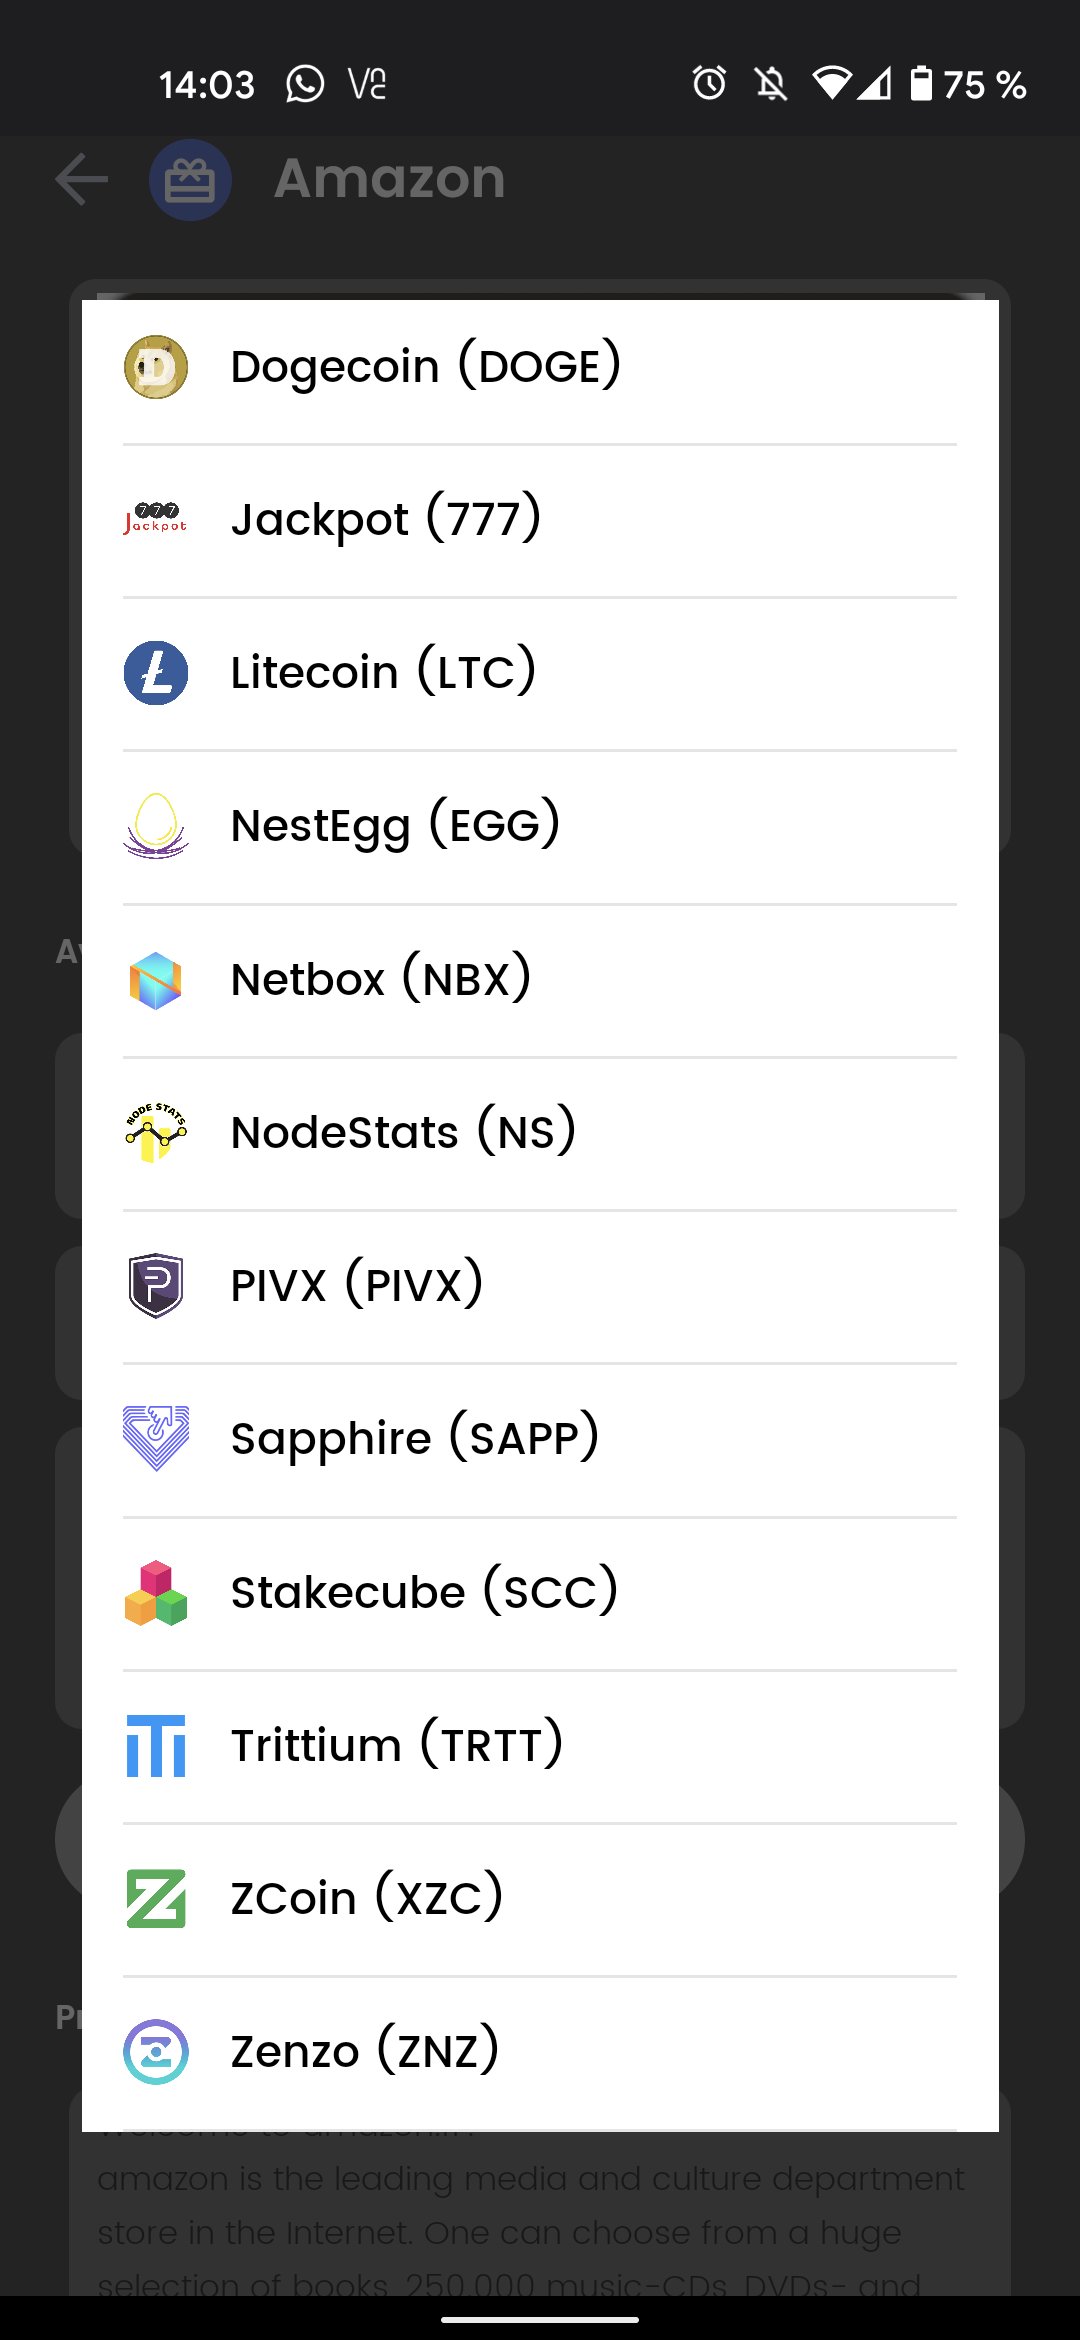 14:03 75 %
Amazon
Dogecoin (DOGE)
777
Jackpot
Jackpot (777)
Litecoin (LTC)
NestEgg (EGG)
Netbox (NBX)
NODE STATS
NodeStats (NS)
PIVX (PIVX)
Sapphire (SAPP)
Stakecube (SCC)
Trittium (TRTT)
ZCoin (XZC)
Zenzo (ZNZ)
amazon is the leading media and culture department
store in the Internet. One can choose from a huge
selection of books, 250.000 music-CDs, DVDs- and